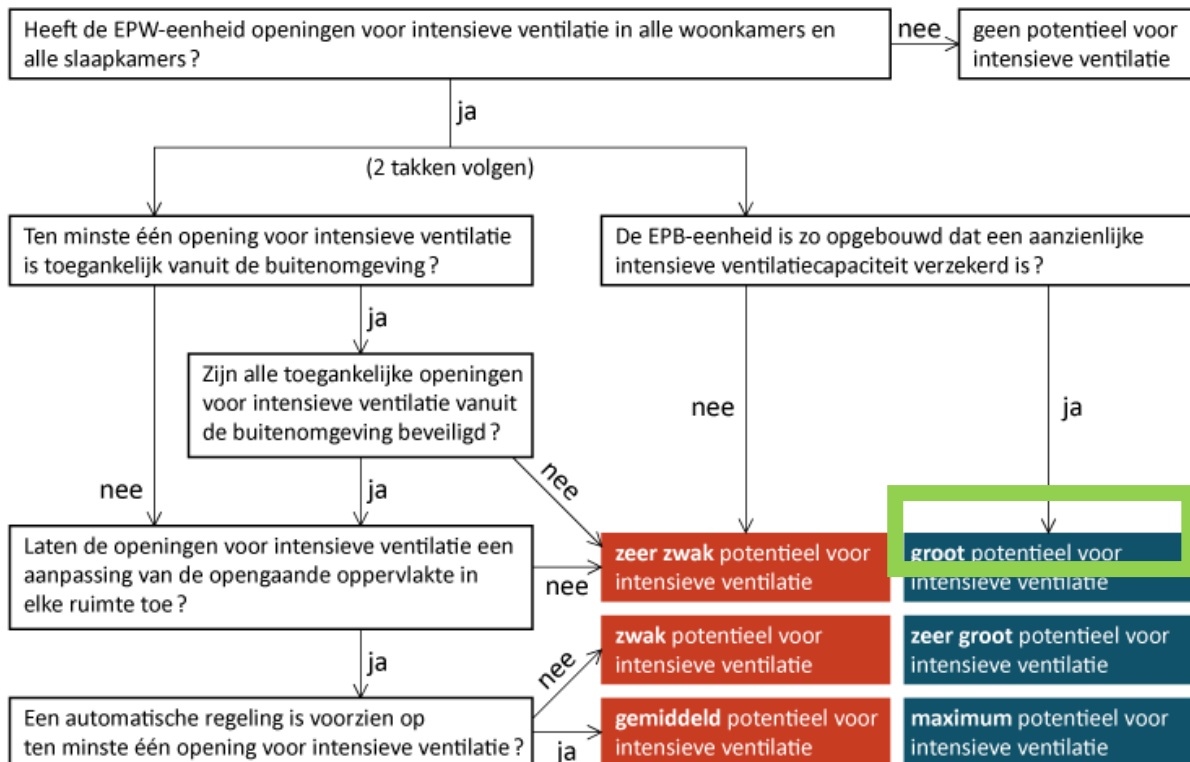 Heeft de EPW-eenheid openingen voor intensieve ventilatie in alle woonkamers en
alle slaapkamers ?
nee
geen potentieel voor
intensieve ventilatie
ja
(2 takken volgen)
Ten minste één opening voor intensieve ventilatie
is toegankelijk vanuit de buitenomgeving ?
De EPB-eenheid is zo opgebouwd dat een aanzienlijke
intensieve ventilatiecapaciteit verzekerd is ?
ja
Zijn alle toegankelijke openingen
voor intensieve ventilatie vanuit
de buitenomgeving beveiligd ?
nee
ja
nee
ja
nee
Laten de openingen voor intensieve ventilatie een
aanpassing van de opengaande oppervlakte in
elke ruimte toe ?
nee
zeer zwak potentieel voor
intensieve ventilatie
groot potentieel voor
intensieve ventilatie
ja
nee
zwak potentieel voor
intensieve ventilatie
zeer groot potentieel voor
intensieve ventilatie
Een automatische regeling is voorzien op
ten minste één opening voor intensieve ventilatie ?
ja
gemiddeld potentieel voor
intensieve ventilatie
maximum potentieel voor
intensieve ventilatie